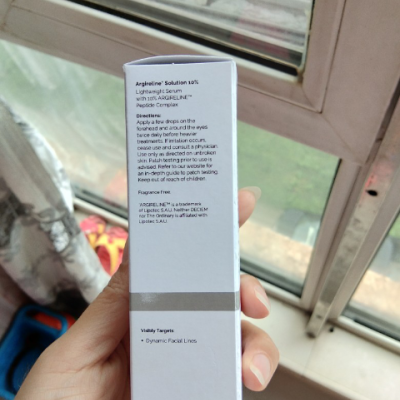 Argireline* Solution 10%
Lightweight Serum
with 10% ARGIRELINE™
Peptide Complex
Directions:
Apply a few drops on the
forehead and around the eyes
twice daily before heavier
treatments. If irritation occurs,
cease use and consult a physician.
Use only as directed on unbroken
skin. Patch testing prior to use is
advised. Refer to our website for
an in-depth guide to patch testing.
Keep out of reach of children.
Fragrance Free.
ARGIRELINE™ is a trademark
of Lipotec S.A.U. Neither DECIEM
nor The Ordinary is affiliated with
Lipotec S.A.U.
Visibly Targets
• Dynamic Facial Lines